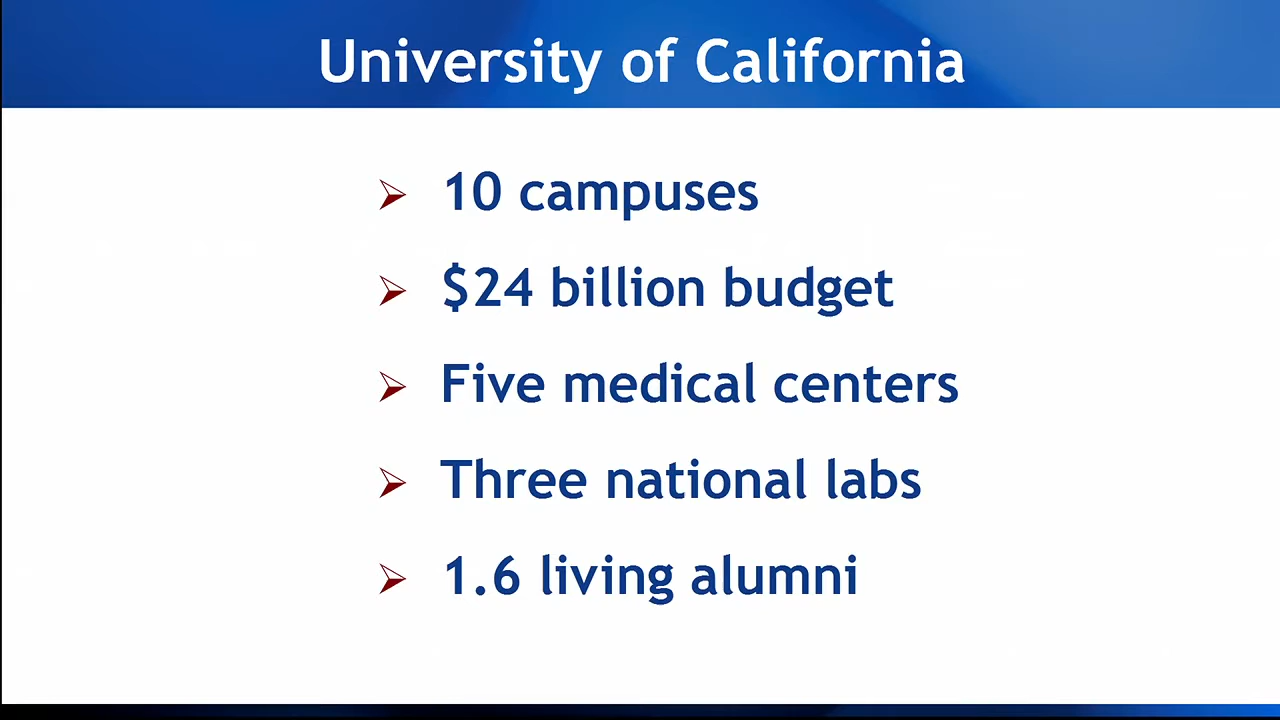 University of California
10 campuses
$24 billion budget
Five medical centers
Three national labs
1.6 living alumni